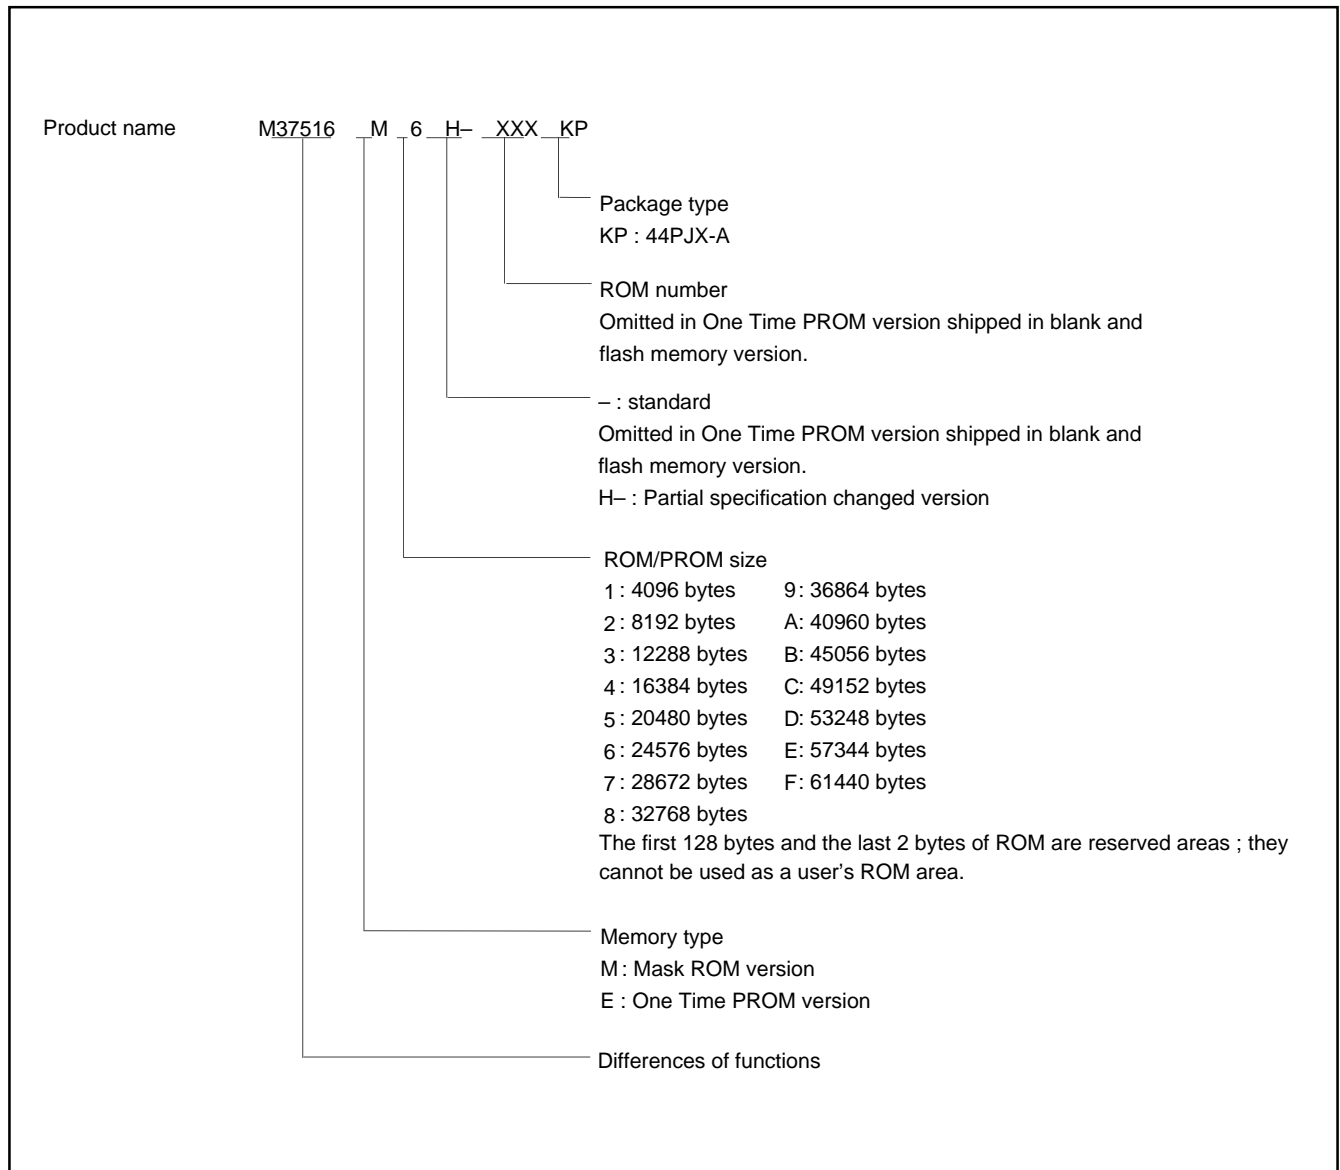 Product name M37516 M 6 H– XXX KP
Package type
KP : 44PJX-A
ROM number
Omitted in One Time PROM version shipped in blank and
flash memory version.
– : standard
Omitted in One Time PROM version shipped in blank and
flash memory version.
H– : Partial specification changed version
ROM/PROM size
1 : 4096 bytes 9 : 36864 bytes
2 : 8192 bytes A: 40960 bytes
3 : 12288 bytes B: 45056 bytes
4 : 16384 bytes C: 49152 bytes
5 : 20480 bytes D: 53248 bytes
6 : 24576 bytes E: 57344 bytes
7 : 28672 bytes F: 61440 bytes
8 : 32768 bytes
The first 128 bytes and the last 2 bytes of ROM are reserved areas ; they
cannot be used as a user’s ROM area.
Memory type
M : Mask ROM version
E : One Time PROM version
Differences of functions